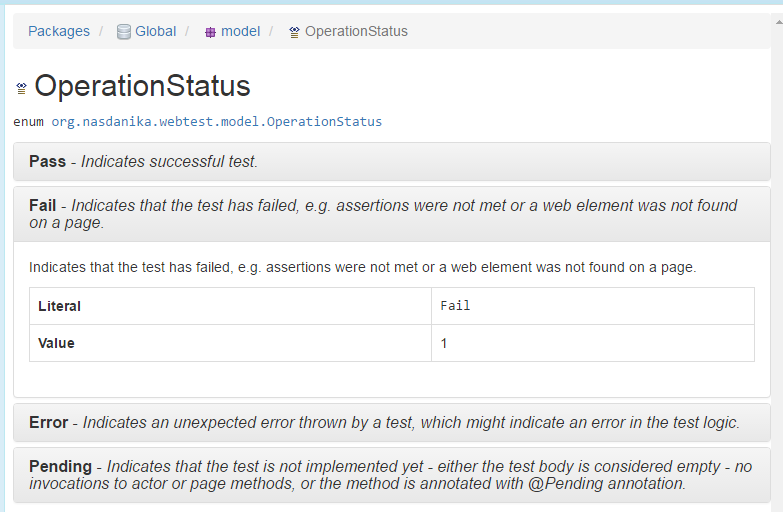 Packages / Global / model / OperationStatus
OperationStatus
enum org.nasdanika.webtest.model.OperationStatus
Pass - Indicates successful test.
Fail - Indicates that the test has failed, e.g. assertions were not met or a web element was not found
on a page.
Indicates that the test has failed, e.g. assertions were not met or a web element was not found on a page.
Literal Fail
Value 1
Error - Indicates an unexpected error thrown by a test, which might indicate an error in the test logic.
Pending - Indicates that the test is not implemented yet - either the test body is considered empty - no
invocations to actor or page methods, or the method is annotated with @Pending annotation.